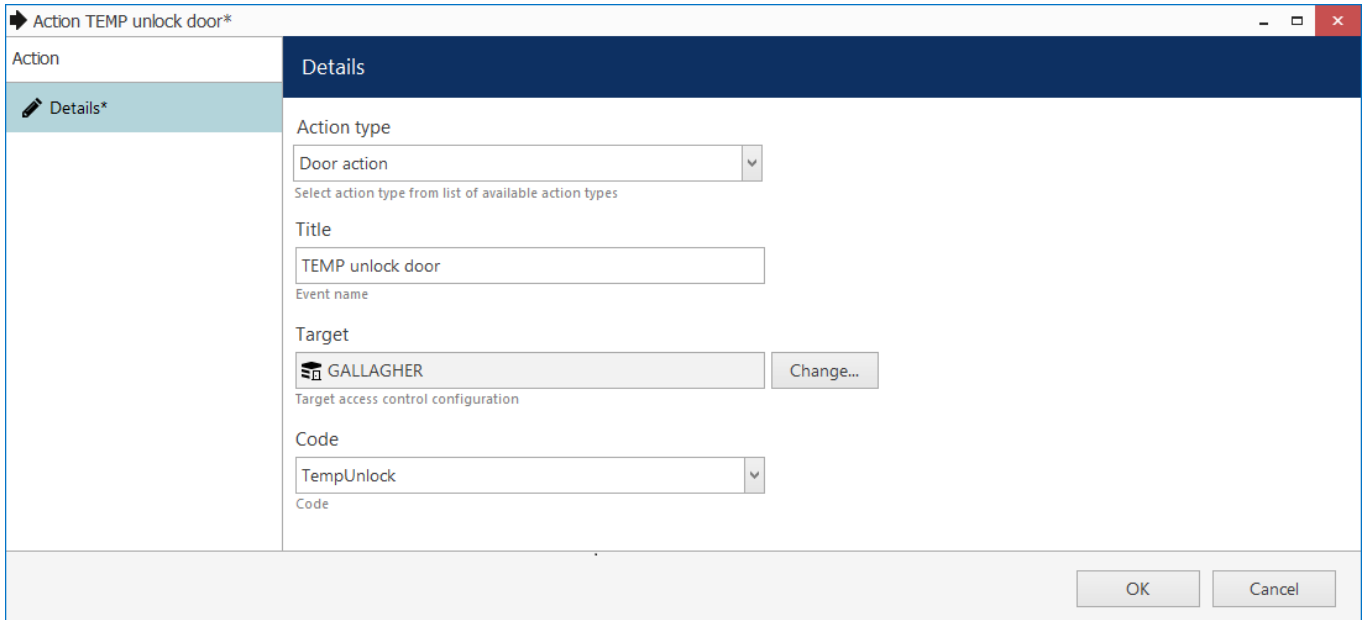 Action TEMP unlock door*
Action
Details*
Details
Action type
Door action
Select action type from list of available action types
Title
TEMP unlock door
Event name
Target
GALLAGHER
Change...
Target access control configuration
Code
TempUnlock
Code
OK
Cancel